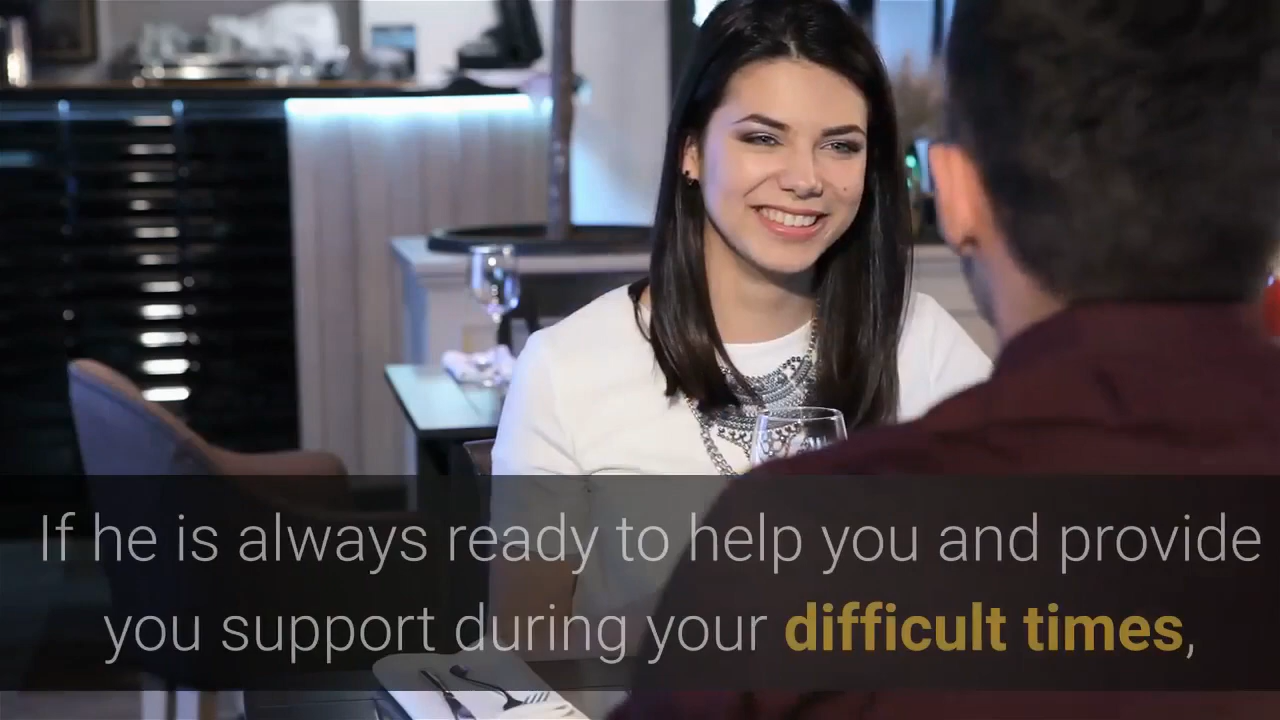 If he is always ready to help you and provide
you support during your difficult times,